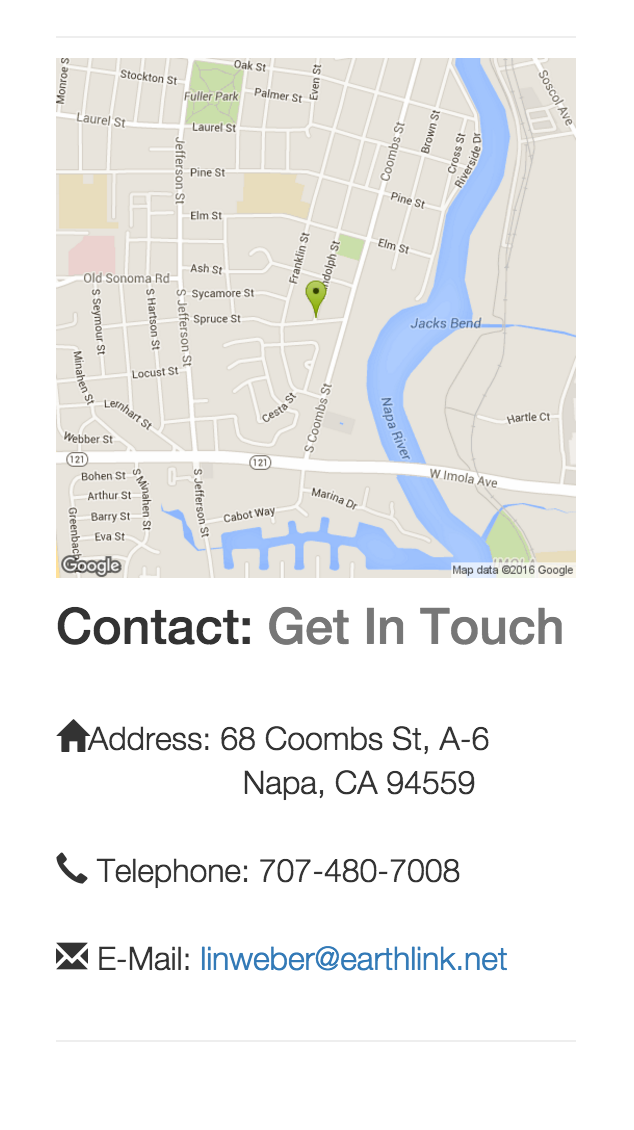 Monroe S
Stockton St
Oak St
Even St
Soscol Ave
Fuller Park
Palmer St
Laurel St
Laurel St
Jefferson St
Coombs St
Brown St
Cross St
Riverside Dr
Pine St
Pine St
Elm St
Elm St
Franklin St
ndolph St
Ash St
Old Sonoma Rd
Sycamore St
S Seymour St
S Hartson St
S Jefferson St
Spruce St
Jacks Bend
Minahen St
Locust St
Lernhart St
Cesta St
S Coombs St
Napa River
Hartle Ct
Webber St
121
121
W Imola Ave
Bohen St
S Minahen St
S Jefferson St
Marina Dr
Arthur St
Greenbach
Barry St
Cabot Way
Eva St
IMOLA
Google
Map data ©2016 Google
Contact: Get In Touch
Address: 68 Coombs St, A-6
Napa, CA 94559
Telephone: 707-480-7008
E-Mail: linweber@earthlink.net